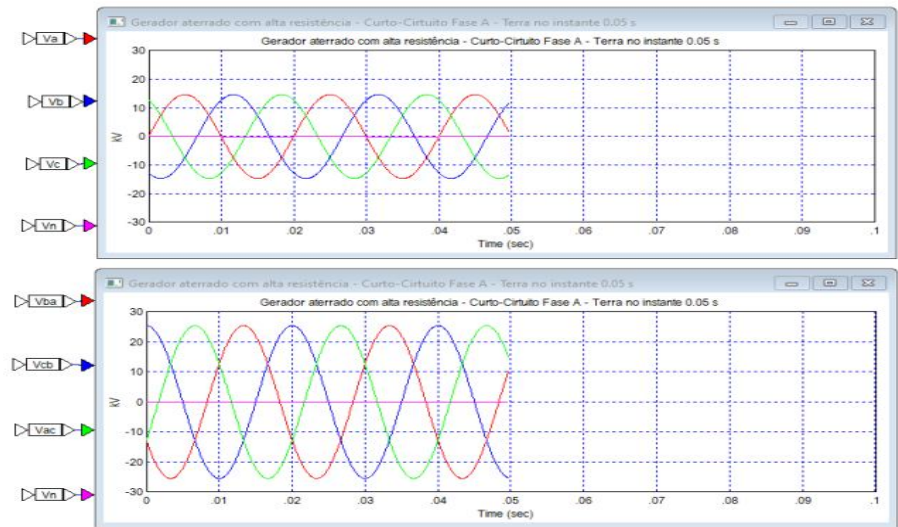 Gerador aterrado com alta resistência - Curto-Cirtuito Fase A - Terra no instante 0.05 s
Gerador aterrado com alta resistência - Curto-Cirtuito Fase A - Terra no instante 0.05 s
Va
Vb
Vc
Vn
30
20
10
0
-10
-20
-30
kV
0 .01 .02 .03 .04 .05 .06 .07 .08 .09 .1
Time (sec)
Gerador aterrado com alta resistência - Curto-Cirtuito Fase A - Terra no instante 0.05 s
Gerador aterrado com alta resistência - Curto-Cirtuito Fase A - Terra no instante 0.05 s
Vba
Vcb
Vac
Vn
30
20
10
0
-10
-20
-30
kV
0 .01 .02 .03 .04 .05 .06 .07 .08 .09 .1
Time (sec)